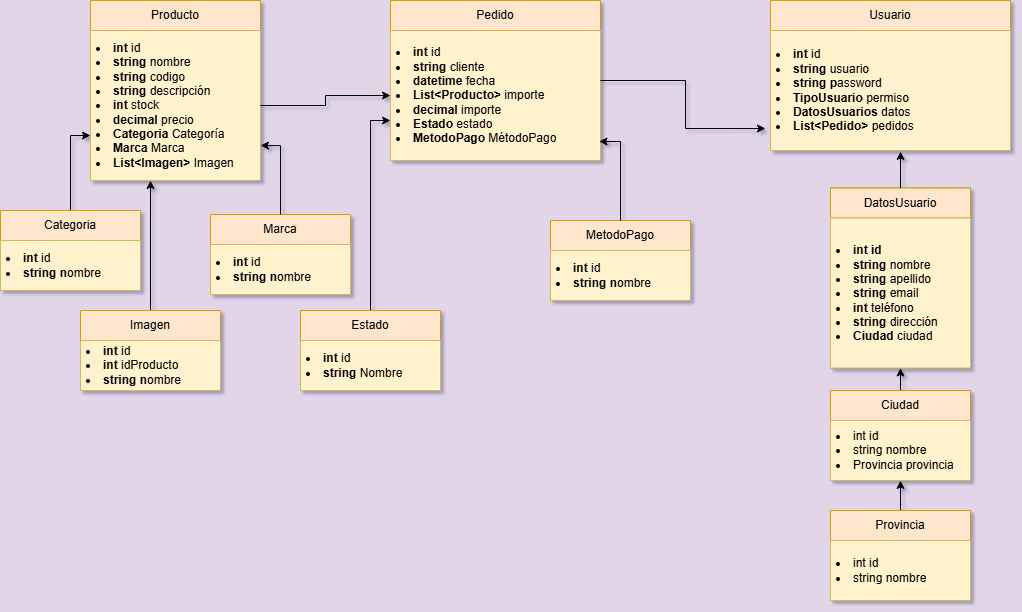 Producto
int id
string nombre
string codigo
string descripción
int stock
decimal precio
Categoria Categoría
Marca Marca
List<Imagen> Imagen
Pedido
int id
string cliente
datetime fecha
List<Producto> importe
decimal importe
Estado estado
MetodoPago MétodoPago
Usuario
int id
string usuario
string password
TipoUsuario permiso
DatosUsuarios datos
List<Pedido> pedidos
Categoria
int id
string nombre
Marca
int id
string nombre
MetodoPago
int id
string nombre
DatosUsuario
int id
string nombre
string apellido
string email
int teléfono
string dirección
Ciudad ciudad
Imagen
int id
int idProducto
string nombre
Estado
int id
string Nombre
Ciudad
int id
string nombre
Provincia provincia
Provincia
int id
string nombre